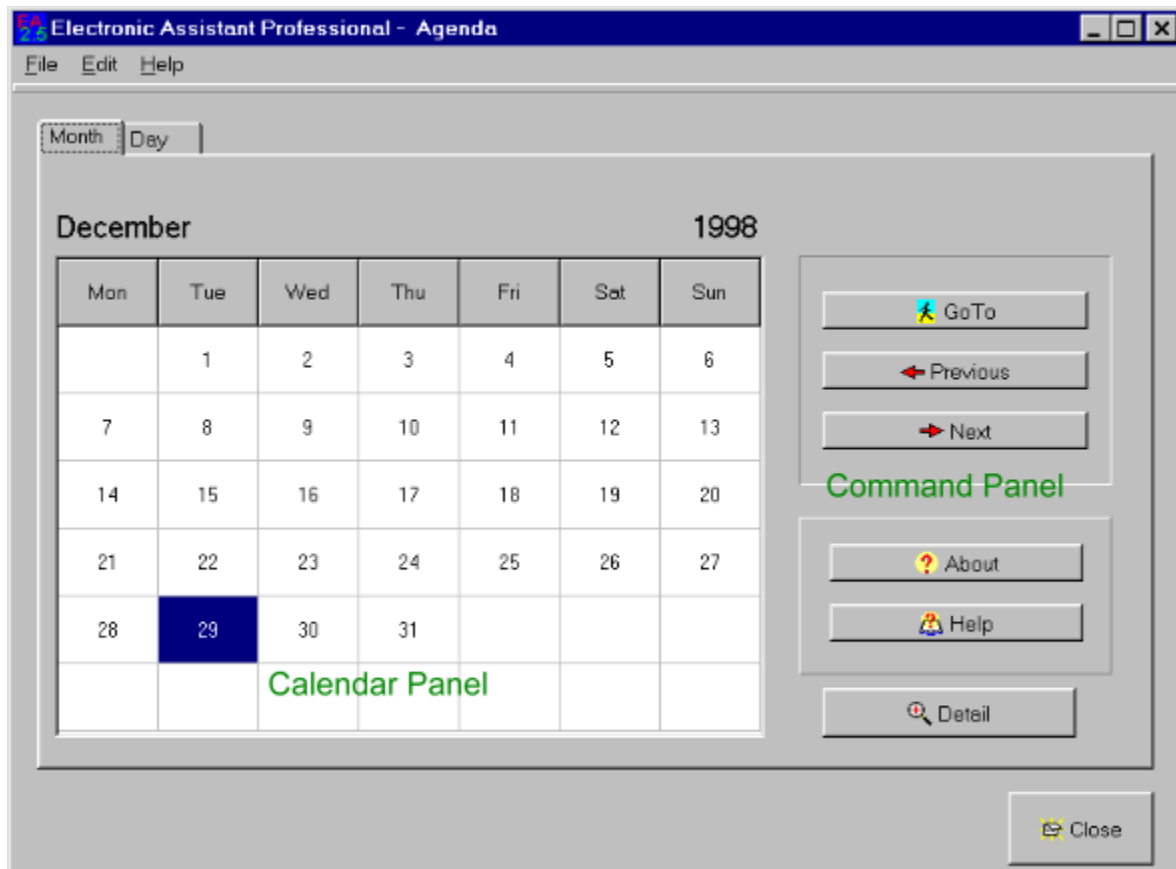 EA 2.5 Electronic Assistant Professional - Agenda
File Edit Help
Month Day
December 1998
Mon Tue Wed Thu Fri Sat Sun
1 2 3 4 5 6
7 8 9 10 11 12 13
14 15 16 17 18 19 20
21 22 23 24 25 26 27
28 29 30 31
Calendar Panel
GoTo
Previous
Next
Command Panel
About
Help
Detail
Close